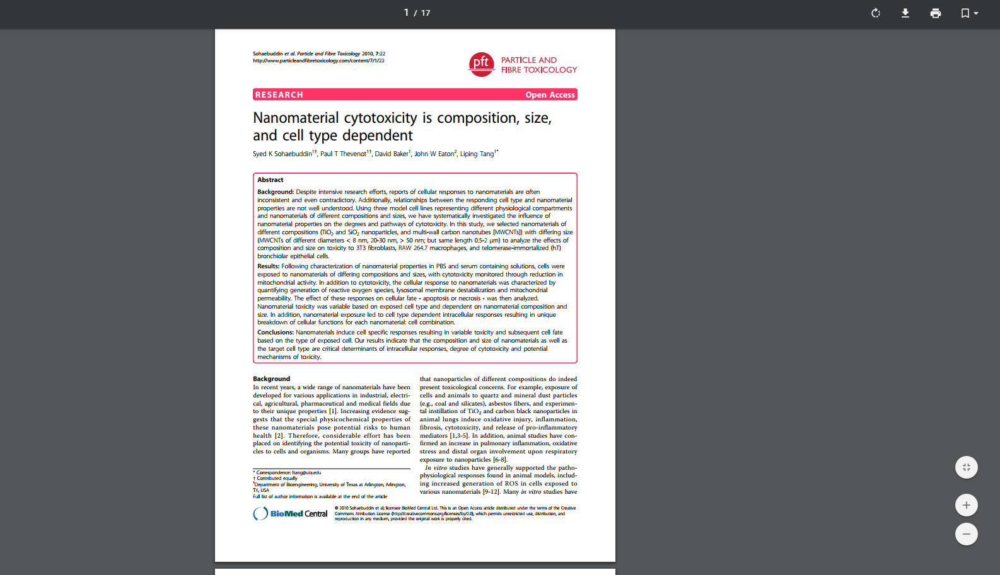 1 / 17
Sohaebuddin et al. Particle and Fibre Toxicology 2010, 7:22
http://www.particleandfibretoxicology.com/content/7/1/22
pft
PARTICLE AND
FIBRE TOXICOLOGY
RESEARCH
Open Access
Nanomaterial cytotoxicity is composition, size,
and cell type dependent
Syed K Sohaebuddin1†, Paul T Thevenot1†, David Baker1, John W Eaton2, Liping Tang1*
Abstract
Background: Despite intensive research efforts, reports of cellular responses to nanomaterials are often
inconsistent and even contradictory. Additionally, relationships between the responding cell type and nanomaterial
properties are not well understood. Using three model cell lines representing different physiological compartments
and nanomaterials of different compositions and sizes, we have systematically investigated the influence of
nanomaterial properties on the degrees and pathways of cytotoxicity. In this study, we selected nanomaterials of
different compositions (TiO2 and SiO2 nanoparticles, and multi-wall carbon nanotubes [MWCNTs]) with differing size
(MWCNTs of different diameters < 8 nm, 20-30 nm, > 50 nm; but same length 0.5-2 μm) to analyze the effects of
composition and size on toxicity to 3T3 fibroblasts, RAW 264.7 macrophages, and telomerase-immortalized (hT)
bronchiolar epithelial cells.
Results: Following characterization of nanomaterial properties in PBS and serum containing solutions, cells were
exposed to nanomaterials of differing compositions and sizes, with cytotoxicity monitored through reduction in
mitochondrial activity. In addition to cytotoxicity, the cellular response to nanomaterials was characterized by
quantifying generation of reactive oxygen species, lysosomal membrane destabilization and mitochondrial
permeability. The effect of these responses on cellular fate - apoptosis or necrosis - was then analyzed.
Nanomaterial toxicity was variable based on exposed cell type and dependent on nanomaterial composition and
size. In addition, nanomaterial exposure led to cell type dependent intracellular responses resulting in unique
breakdown of cellular functions for each nanomaterial: cell combination.
Conclusions: Nanomaterials induce cell specific responses resulting in variable toxicity and subsequent cell fate
based on the type of exposed cell. Our results indicate that the composition and size of nanomaterials as well as
the target cell type are critical determinants of intracellular responses, degree of cytotoxicity and potential
mechanisms of toxicity.
Background
In recent years, a wide range of nanomaterials have been
developed for various applications in industrial, electri-
cal, agricultural, pharmaceutical and medical fields due
to their unique properties [1]. Increasing evidence sug-
gests that the special physicochemical properties of
these nanomaterials pose potential risks to human
health [2]. Therefore, considerable effort has been
placed on identifying the potential toxicity of nanoparti-
cles to cells and organisms. Many groups have reported
* Correspondence: ltang@uta.edu
† Contributed equally
1Department of Bioengineering, University of Texas at Arlington, Arlington,
TX, USA
Full list of author information is available at the end of the article
that nanoparticles of different compositions do indeed
present toxicological concerns. For example, exposure of
cells and animals to quartz and mineral dust particles
(e.g., coal and silicates), asbestos fibers, and experimen-
tal instillation of TiO2 and carbon black nanoparticles in
animal lungs induce oxidative injury, inflammation,
fibrosis, cytotoxicity, and release of pro-inflammatory
mediators [1,3-5]. In addition, animal studies have con-
firmed an increase in pulmonary inflammation, oxidative
stress and distal organ involvement upon respiratory
exposure to nanoparticles [6-8].
In vitro studies have generally supported the patho-
physiological responses found in animal models, includ-
ing increased generation of ROS in cells exposed to
various nanomaterials [9-12]. Many in vitro studies have
BioMed Central
© 2010 Sohaebuddin et al; licensee BioMed Central Ltd. This is an Open Access article distributed under the terms of the Creative
Commons Attribution License (http://creativecommons.org/licenses/by/2.0), which permits unrestricted use, distribution, and
reproduction in any medium, provided the original work is properly cited.